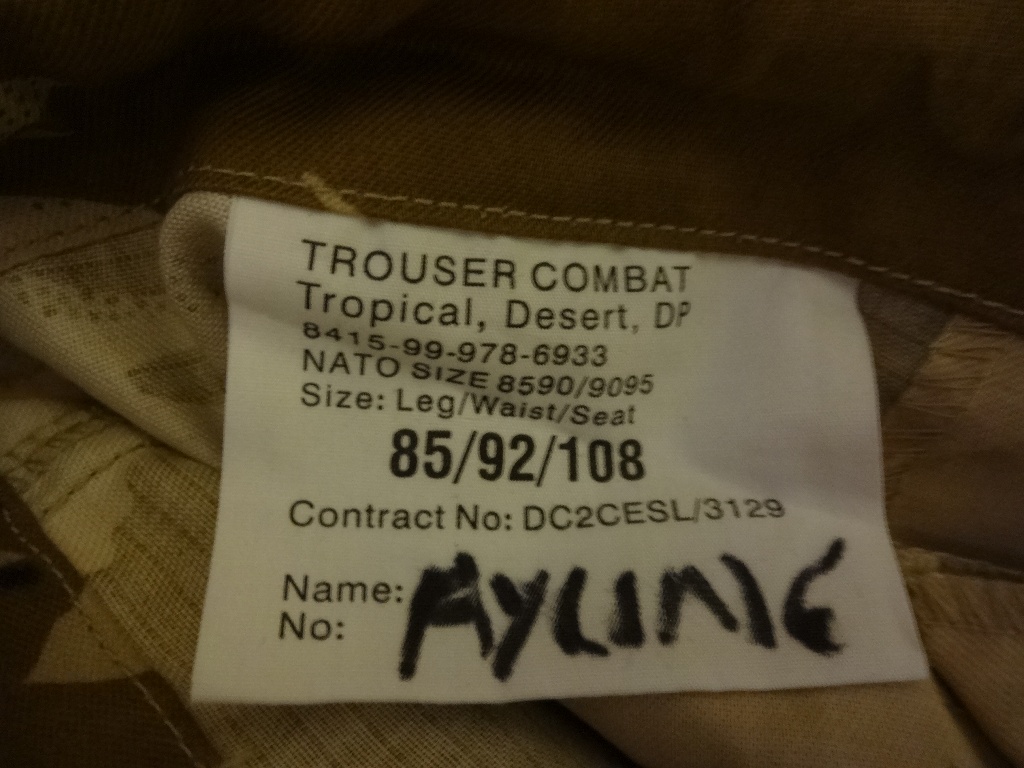 TROUSER COMBAT
Tropical, Desert, DP
8415-99-978-6933
NATO SIZE 8590/9095
Size: Leg/Waist/Seat
85/92/108
Contract No: DC2CESL/3129
Name: AYLING
No: